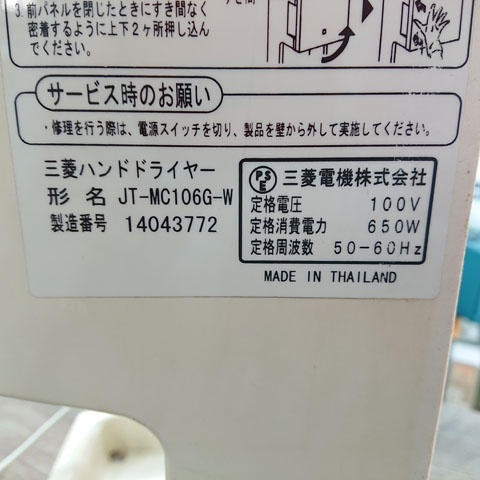 3.前パネルを閉じたときにすき間なく
密着するように上下2ヶ所押し込ん
でください。
サービス時のお願い
・修理を行う際は、電源スイッチを切り、製品を壁から外して実施してください。
三菱ハンドドライヤー
形 名 JT-MC106G-W
製造番号 14043772
PSE 三菱電機株式会社
定格電圧 100V
定格消費電力 650W
定格周波数 50-60Hz
MADE IN THAILAND